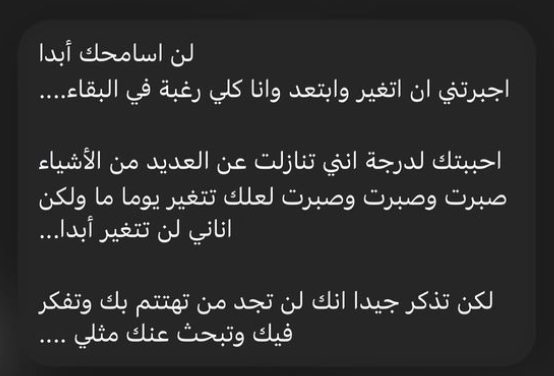 لن اسامحك أبدا
اجبرتني ان اتغير وابتعد وانا كلي رغبة في البقاء....
احببتك لدرجة انني تنازلت عن العديد من الأشياء
صبرت وصبرت وصبرت لعلك تتغير يوما ما ولكن
اناني لن تتغير أبدا...
لكن تذكر جيدا انك لن تجد من تهتتم بك وتفكر
فيك وتبحث عنك مثلي ....